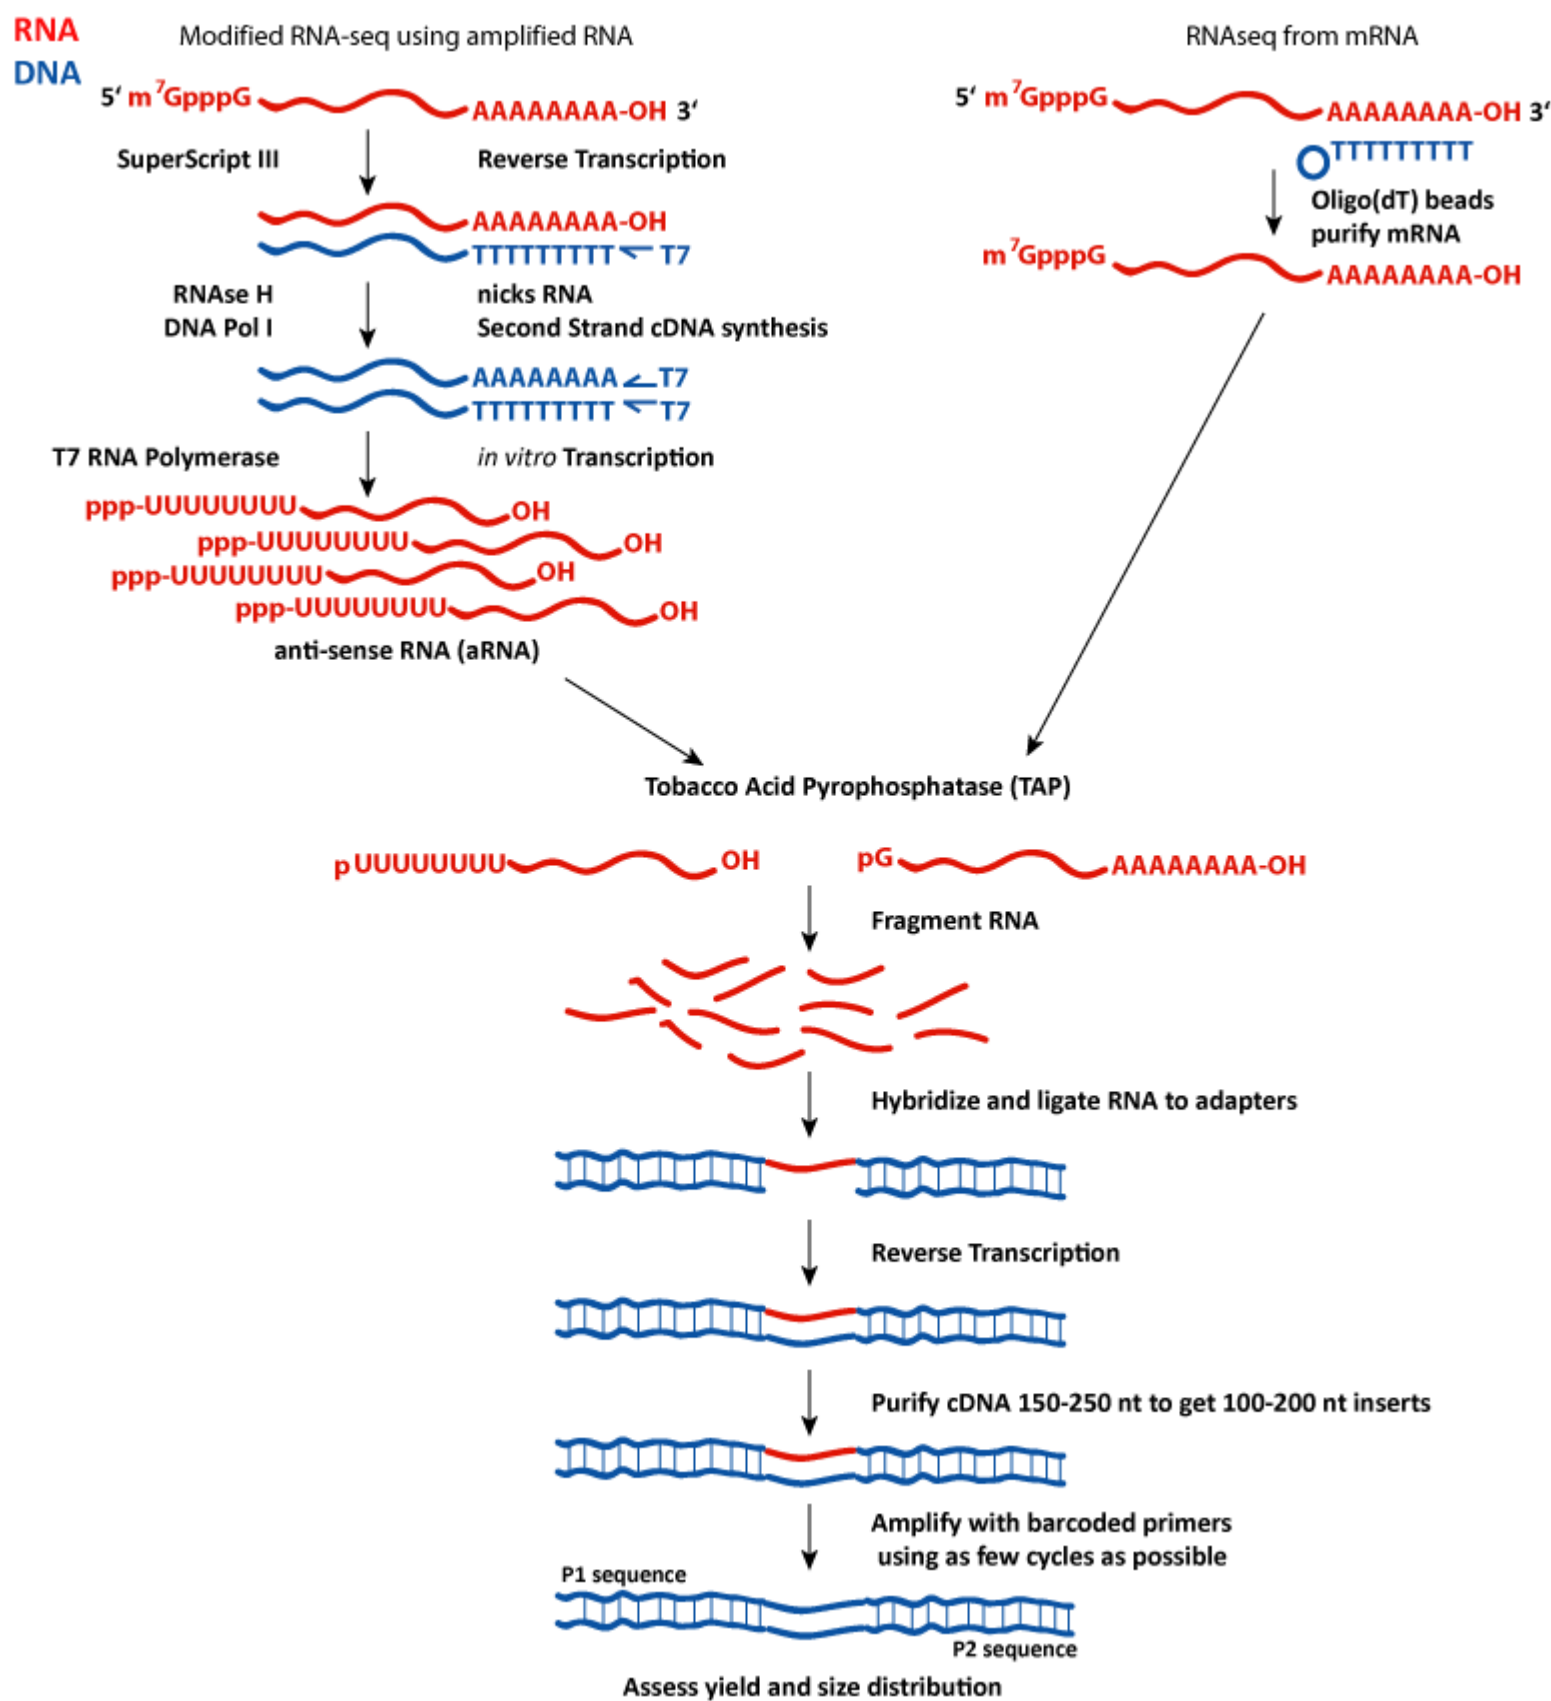 RNA
DNA
Modified RNA-seq using amplified RNA
5‘ m⁷GpppG AAAAAAAA-OH 3‘
SuperScript III Reverse Transcription
AAAAAAAA-OH
TTTTTTTTT T7
RNAse H nicks RNA
DNA Pol I Second Strand cDNA synthesis
AAAAAAAA T7
TTTTTTTTT T7
T7 RNA Polymerase in vitro Transcription
ppp-UUUUUUUU OH
ppp-UUUUUUUU OH
ppp-UUUUUUUU OH
ppp-UUUUUUUU OH
anti-sense RNA (aRNA)
RNAseq from mRNA
5‘ m⁷GpppG AAAAAAAA-OH 3‘
TTTTTTTTT
Oligo(dT) beads
purify mRNA
m⁷GpppG AAAAAAAA-OH
Tobacco Acid Pyrophosphatase (TAP)
pUUUUUUUU OH pG AAAAAAAA-OH
Fragment RNA
Hybridize and ligate RNA to adapters
Reverse Transcription
Purify cDNA 150-250 nt to get 100-200 nt inserts
Amplify with barcoded primers
using as few cycles as possible
P1 sequence
P2 sequence
Assess yield and size distribution